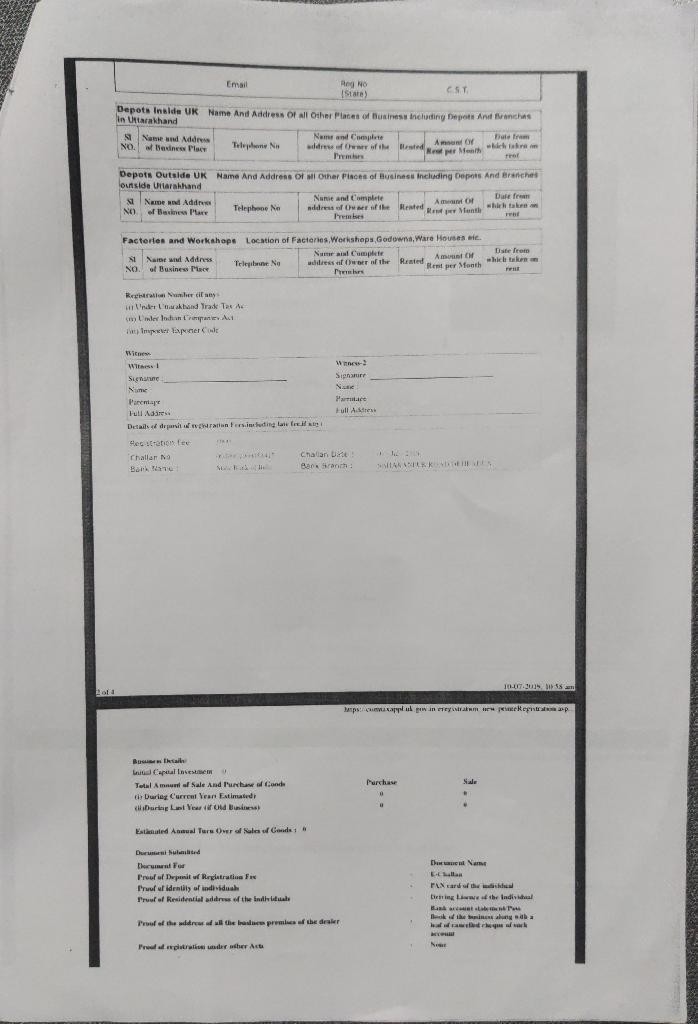 Email Reg No C.S.T.
(State)
Depots Inside UK Name And Address Of all Other Places of Business Including Depots And Branches
in Uttarakhand
Sl Name and Address Telephone No Name and Complete Rented Amount Of Date from
NO. of Business Place address of Owner of the Rent per Month which taken on
Premises rent
Depots Outside UK Name And Address Of all Other Places of Business Including Depots And Branches
outside Uttarakhand
Sl Name and Address Telephone No Name and Complete Rented Amount Of Date from
NO. of Business Place address of Owner of the Rent per Month which taken on
Premises rent
Factories and Workshops Location of Factories,Workshops,Godowns,Ware Houses etc.
Sl Name and Address Telephone No Name and Complete Rented Amount Of Date from
NO. of Business Place address of Owner of the Rent per Month which taken on
Premises rent
Registration Number (if any)
(i) Under Uttarakhand Trade Tax Ac
(ii) Under Indian Companies Act
(iii) Importer Exporter Code
Witness
Witness-1 Witness-2
Signature : Signature
Name Name :
Parentage Parentage
Full Address Full Address
Details of deposit of registration Fees.including late fee,if any :
Registration Fee
Challan No Challan Date :
Bank Name : State Bank of India Bank Branch : SAHARANPUR ROAD DEHRADUN
2 of 4 10-07-2019, 10:58 am
Business Details
Initial Capital Investment 0
Total Amount of Sale And Purchase of Goods Purchase Sale
(i) During Current Year( Estimated) 0 0
(ii)During Last Year (if Old Business) 0 0
Estimated Annual Turn Over of Sales of Goods : 0
Document Submitted
Document For Document Name
Proof of Deposit of Registration Fee E-Challan
Proof of identity of individuals PAN card of the individual
Proof of Residential address of the individuals Driving Lisence of the Individual
Proof of the address of all the business premises of the dealer Bank account statement/Pass
Book of the business along with a
leaf of cancelled cheque of such
account
Proof of registration under other Acts None